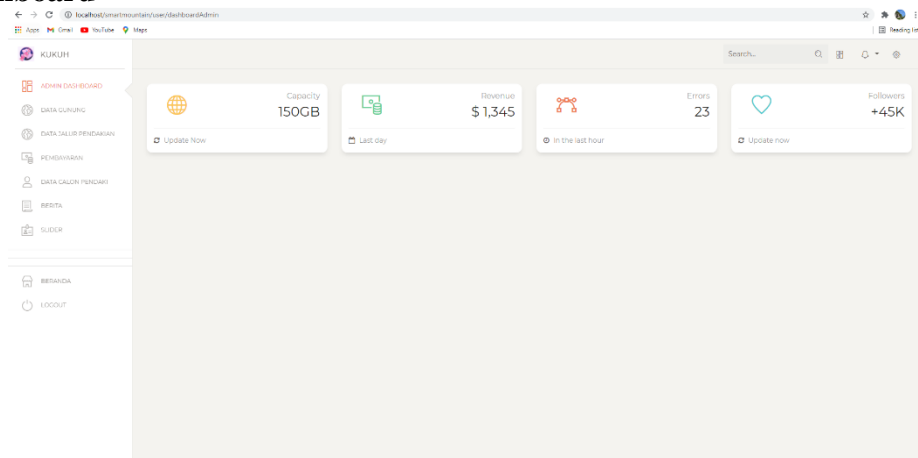 localhost/smartmountain/user/dashboardAdmin
Apps Gmail YouTube Maps Reading list
KUKUH
Search...
ADMIN DASHBOARD
DATA GUNUNG
DATA JALUR PENDAKIAN
PEMBAYARAN
DATA CALON PENDAKI
BERITA
SLIDER
BERANDA
LOGOUT
Capacity
150GB
Update Now
Revenue
$ 1,345
Last day
Errors
23
In the last hour
Followers
+45K
Update now